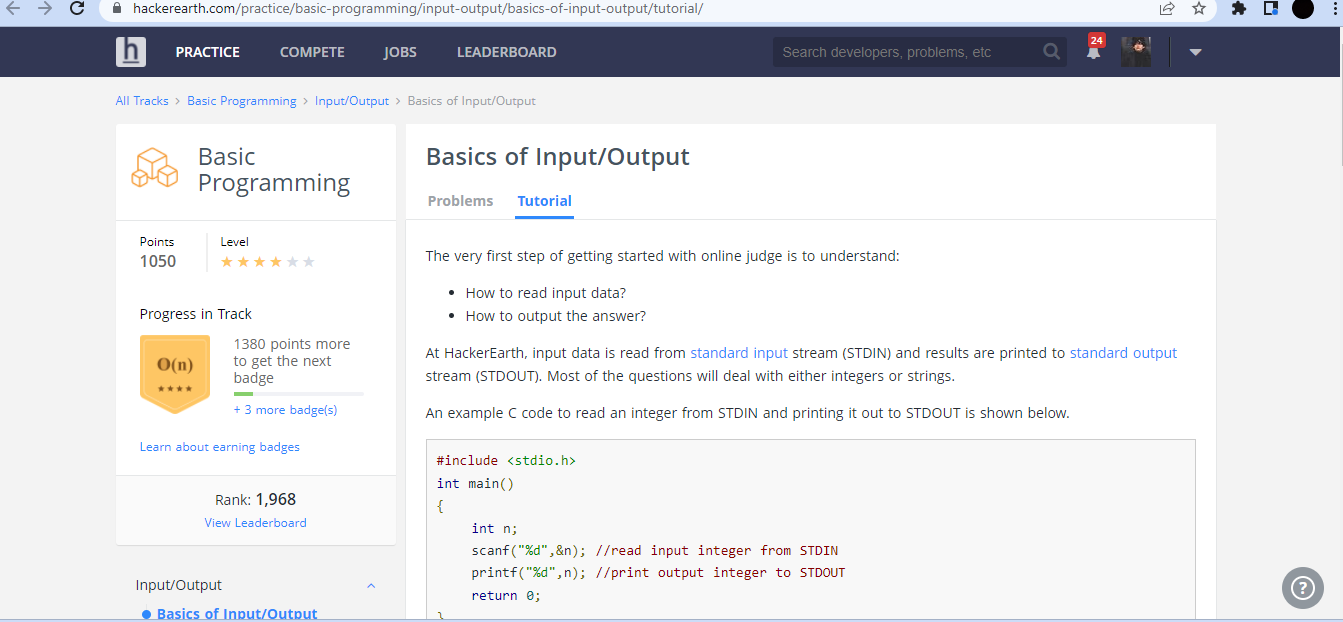 hackerearth.com/practice/basic-programming/input-output/basics-of-input-output/tutorial/
h PRACTICE COMPETE JOBS LEADERBOARD Search developers, problems, etc 24
All Tracks > Basic Programming > Input/Output > Basics of Input/Output
Basic
Programming
Points
1050
Level
Progress in Track
O(n)
1380 points more
to get the next
badge
+ 3 more badge(s)
Learn about earning badges
Rank: 1,968
View Leaderboard
Input/Output
Basics of Input/Output
Basics of Input/Output
Problems Tutorial
The very first step of getting started with online judge is to understand:
• How to read input data?
• How to output the answer?
At HackerEarth, input data is read from standard input stream (STDIN) and results are printed to standard output
stream (STDOUT). Most of the questions will deal with either integers or strings.
An example C code to read an integer from STDIN and printing it out to STDOUT is shown below.
#include <stdio.h>
int main()
{
int n;
scanf("%d",&n); //read input integer from STDIN
printf("%d",n); //print output integer to STDOUT
return 0;
}
?